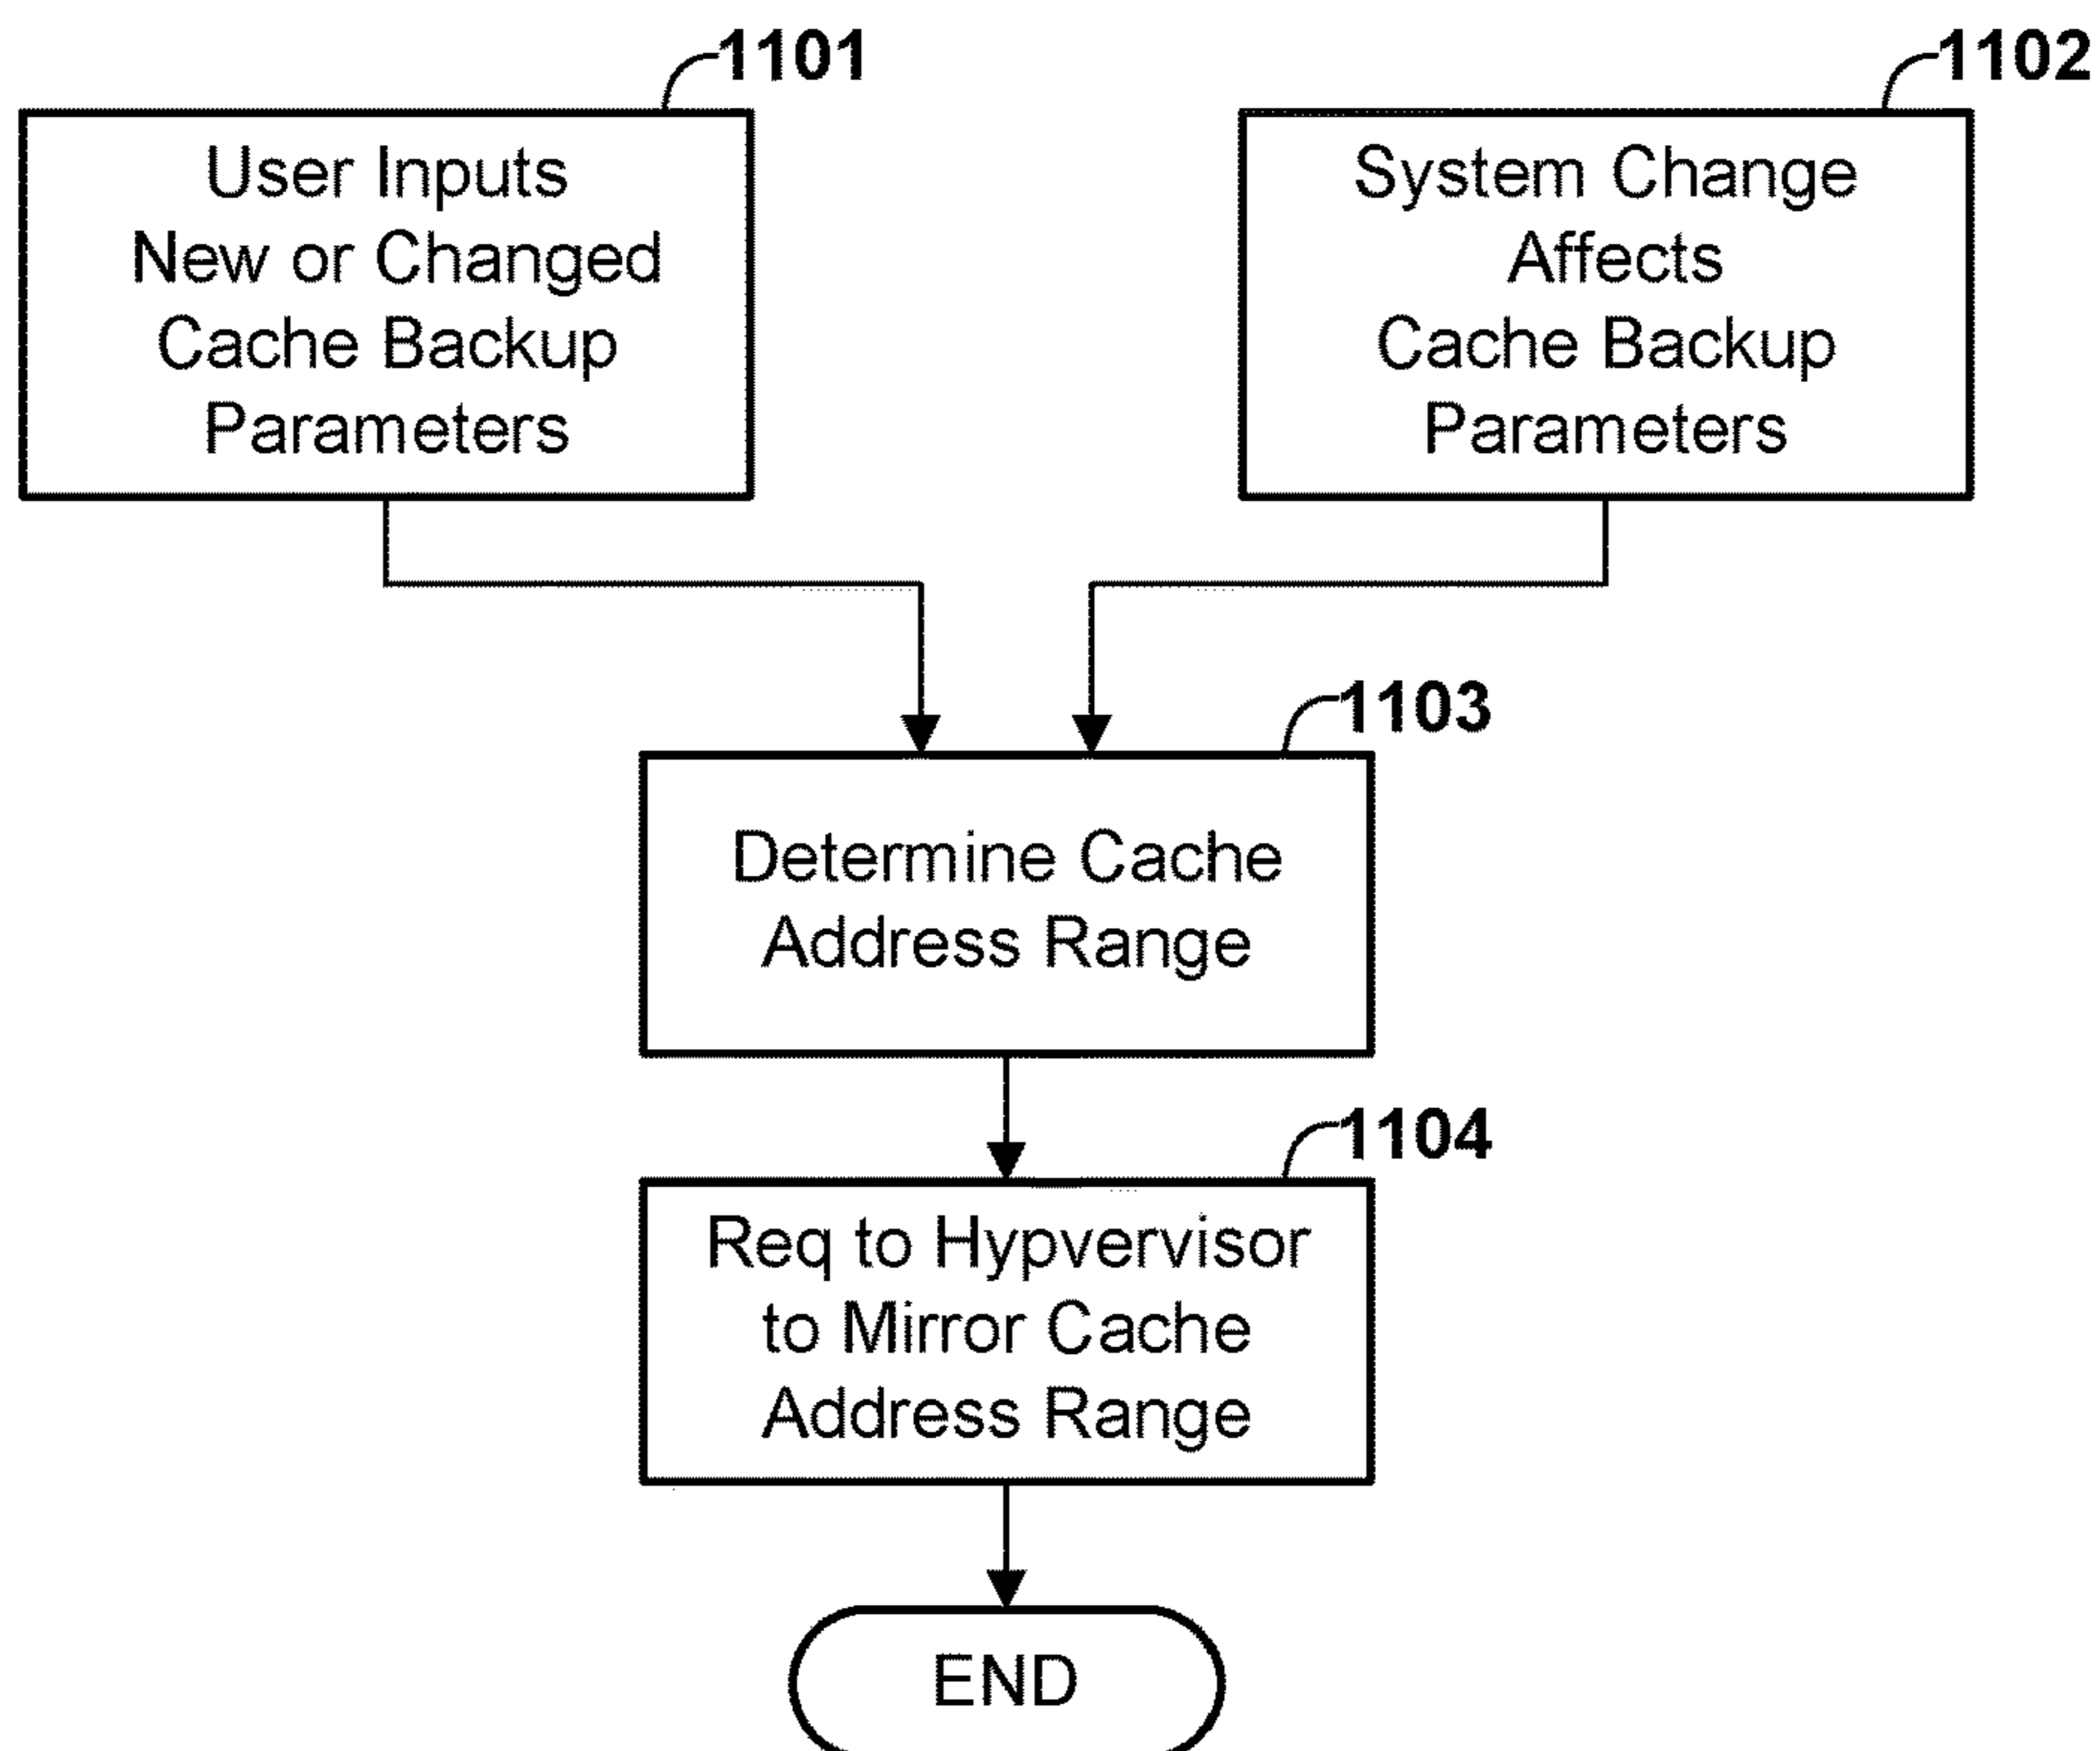 1101
User Inputs
New or Changed
Cache Backup
Parameters
1102
System Change
Affects
Cache Backup
Parameters
1103
Determine Cache
Address Range
1104
Req to Hypvervisor
to Mirror Cache
Address Range
END